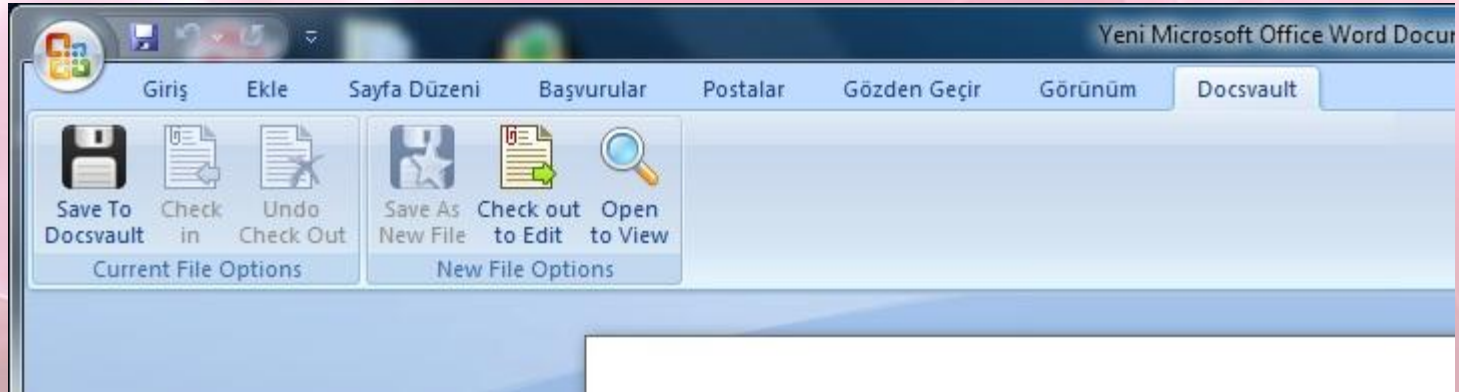 Yeni Microsoft Office Word Docu
Giriş Ekle Sayfa Düzeni Başvurular Postalar Gözden Geçir Görünüm Docsvault
Save To Docsvault
Check in
Undo Check Out
Save As New File
Check out to Edit
Open to View
Current File Options
New File Options